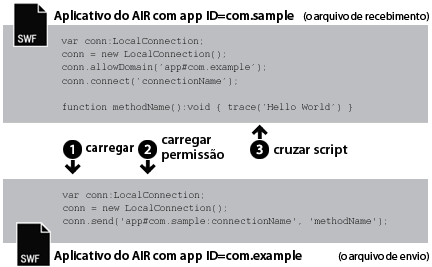 Aplicativo do AIR com app ID=com.sample (o arquivo de recebimento)
SWF
var conn:LocalConnection;
conn = new LocalConnection();
conn.allowDomain('app#com.example');
conn.connect('connectionName');
function methodName():void { trace('Hello World') }
1 carregar
2 carregar permissão
3 cruzar script
var conn:LocalConnection;
conn = new LocalConnection();
conn.send('app#com.sample:connectionName', 'methodName');
SWF
Aplicativo do AIR com app ID=com.example (o arquivo de envio)